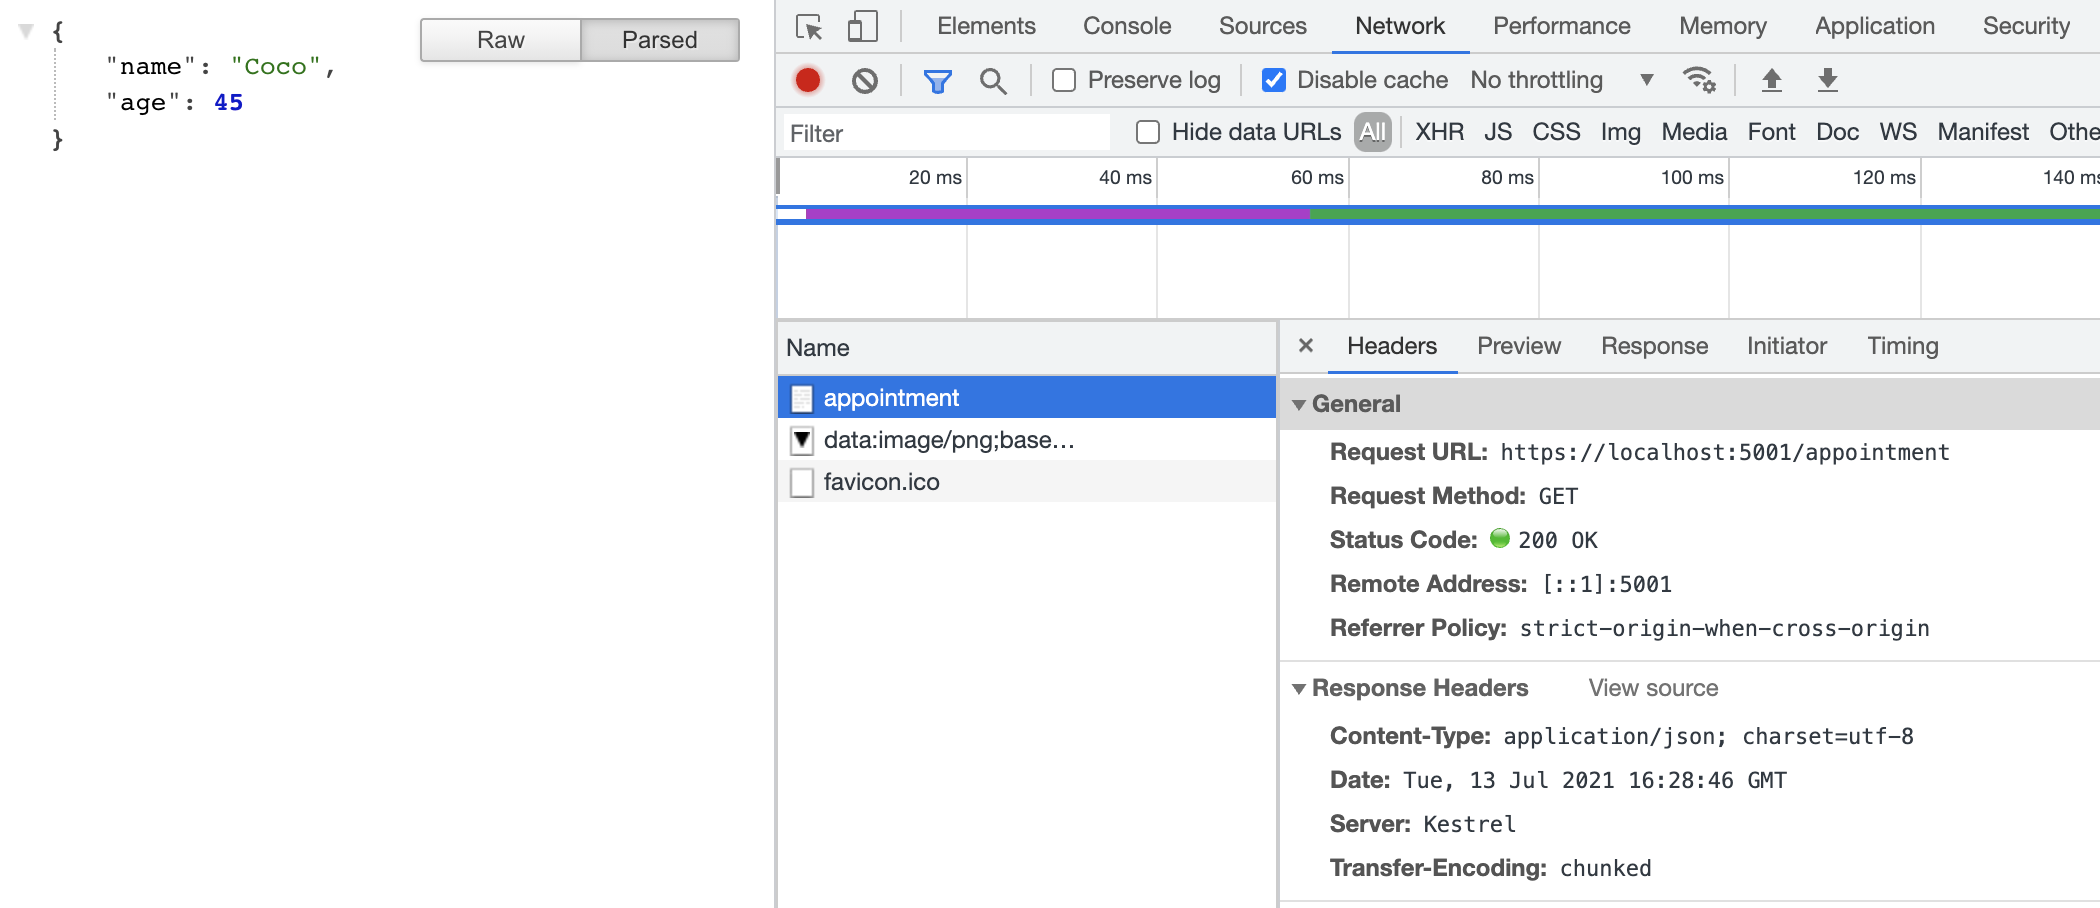 {
"name": "Coco",
"age": 45
}
Raw Parsed
Elements Console Sources Network Performance Memory Application Security
Preserve log Disable cache No throttling
Filter Hide data URLs All XHR JS CSS Img Media Font Doc WS Manifest Othe
20 ms 40 ms 60 ms 80 ms 100 ms 120 ms 140 ms
Name
appointment
data:image/png;base…
favicon.ico
× Headers Preview Response Initiator Timing
General
Request URL: https://localhost:5001/appointment
Request Method: GET
Status Code: 200 OK
Remote Address: [::1]:5001
Referrer Policy: strict-origin-when-cross-origin
Response Headers View source
Content-Type: application/json; charset=utf-8
Date: Tue, 13 Jul 2021 16:28:46 GMT
Server: Kestrel
Transfer-Encoding: chunked